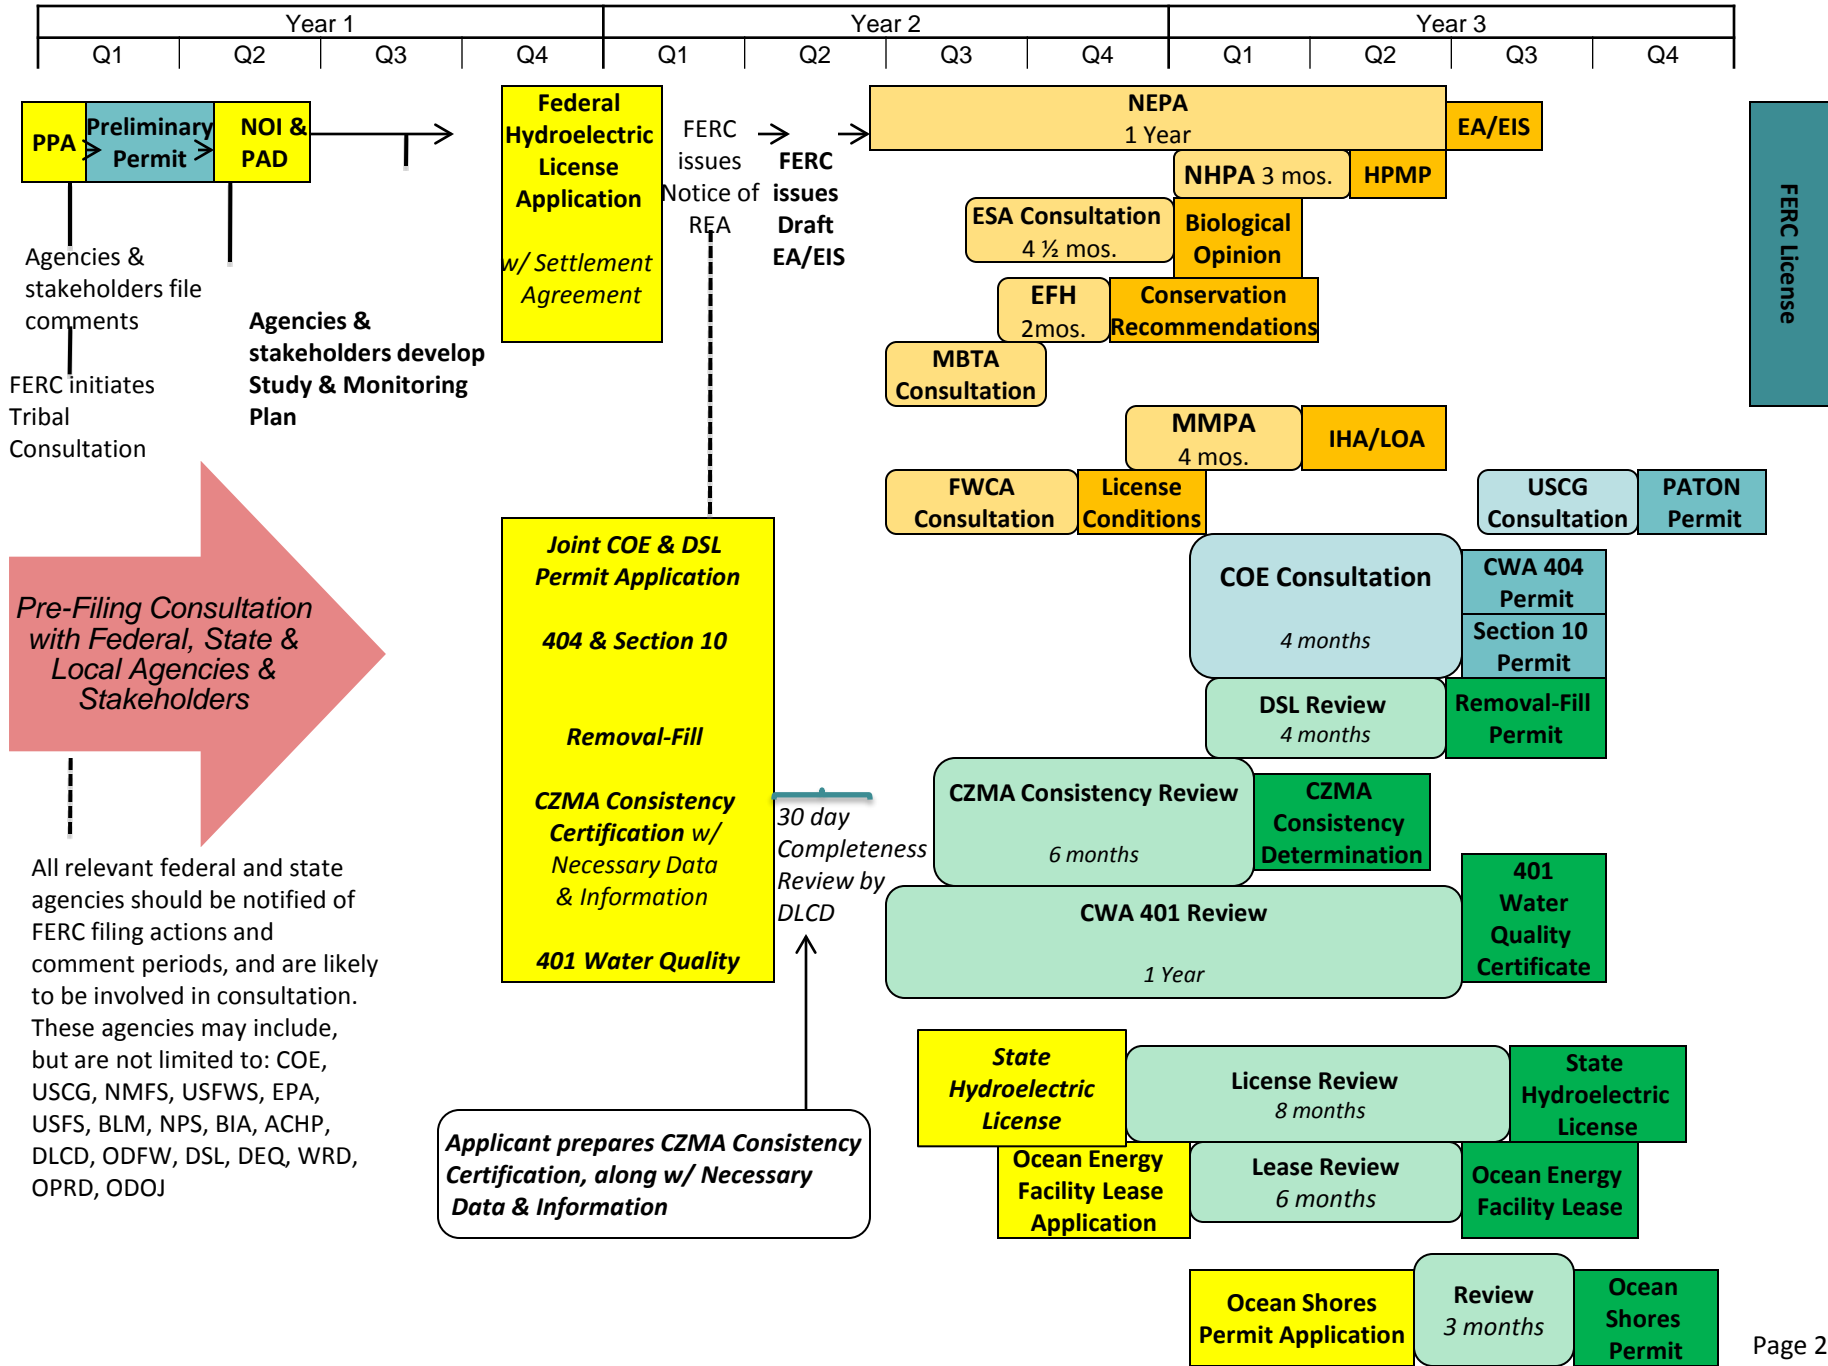 Year 1
Year 2
Year 3
Q1
Q2
Q3
Q4
Q1
Q2
Q3
Q4
Q1
Q2
Q3
Q4
PPA
Preliminary
Permit
NOI &
PAD
Agencies &
stakeholders file
comments
FERC initiates
Tribal
Consultation
Agencies &
stakeholders develop
Study & Monitoring
Plan
Federal
Hydroelectric
License
Application
w/ Settlement
Agreement
FERC
issues
Notice of
REA
FERC
issues
Draft
EA/EIS
NEPA
1 Year
EA/EIS
NHPA 3 mos.
HPMP
ESA Consultation
4 ½ mos.
Biological
Opinion
EFH
2mos.
Conservation
Recommendations
MBTA
Consultation
MMPA
4 mos.
IHA/LOA
FWCA
Consultation
License
Conditions
USCG
Consultation
PATON
Permit
FERC License
Pre-Filing Consultation
with Federal, State &
Local Agencies &
Stakeholders
All relevant federal and state
agencies should be notified of
FERC filing actions and
comment periods, and are likely
to be involved in consultation.
These agencies may include,
but are not limited to: COE,
USCG, NMFS, USFWS, EPA,
USFS, BLM, NPS, BIA, ACHP,
DLCD, ODFW, DSL, DEQ, WRD,
OPRD, ODOJ
Joint COE & DSL
Permit Application
404 & Section 10
Removal-Fill
CZMA Consistency
Certification w/
Necessary Data
& Information
401 Water Quality
30 day
Completeness
Review by
DLCD
Applicant prepares CZMA Consistency
Certification, along w/ Necessary
Data & Information
COE Consultation
4 months
CWA 404
Permit
Section 10
Permit
DSL Review
4 months
Removal-Fill
Permit
CZMA Consistency Review
6 months
CZMA
Consistency
Determination
CWA 401 Review
1 Year
401
Water
Quality
Certificate
State
Hydroelectric
License
License Review
8 months
State
Hydroelectric
License
Ocean Energy
Facility Lease
Application
Lease Review
6 months
Ocean Energy
Facility Lease
Ocean Shores
Permit Application
Review
3 months
Ocean
Shores
Permit
Page 2